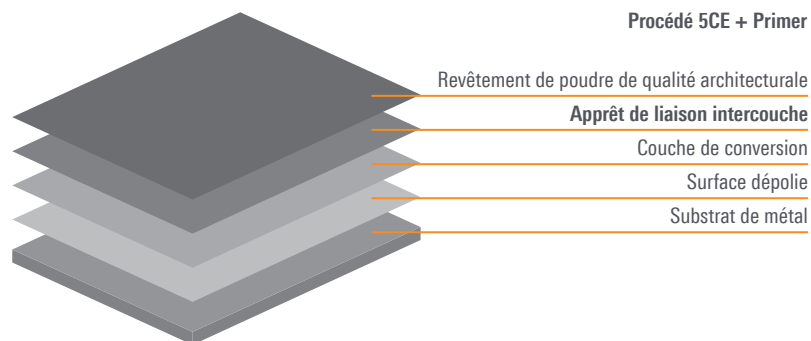 Procédé 5CE + Primer
Revêtement de poudre de qualité architecturale
Apprêt de liaison intercouche
Couche de conversion
Surface dépolie
Substrat de métal